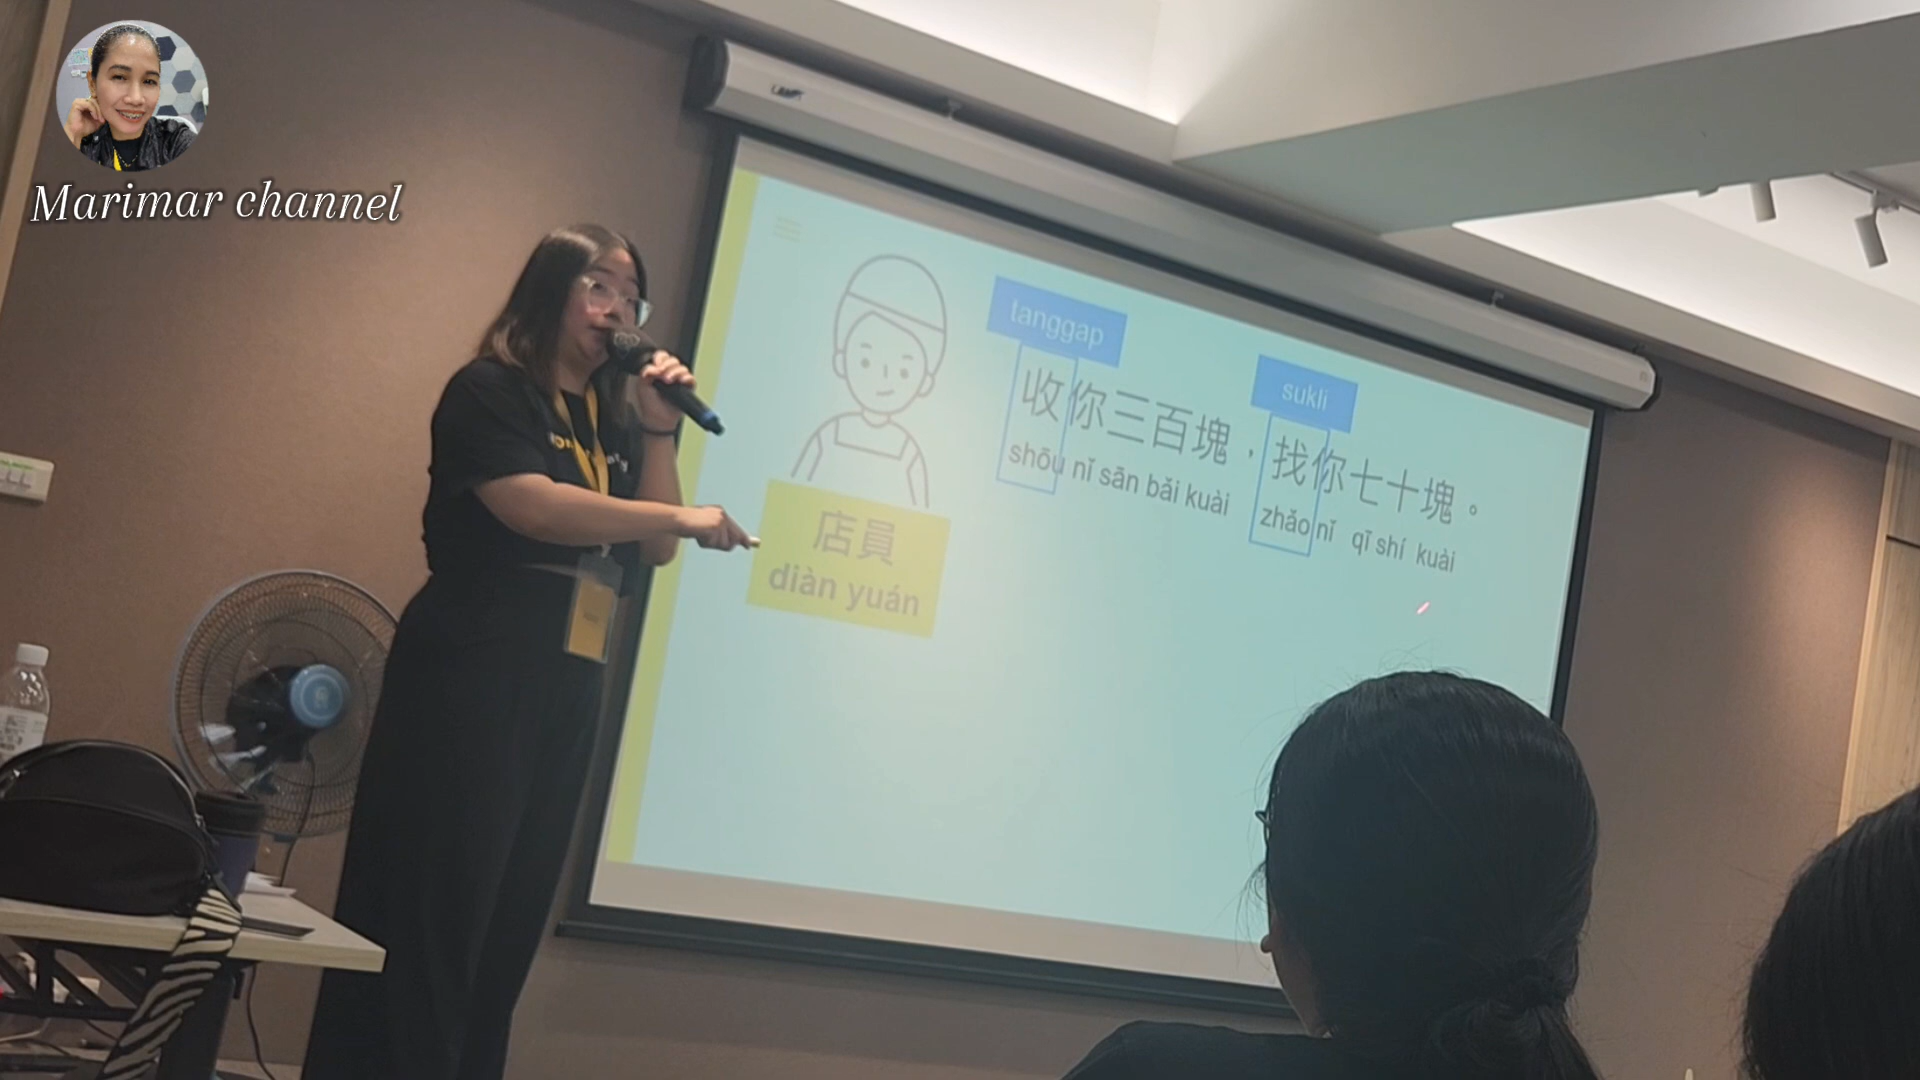 Marimar channel
tanggap
sukli
收你三百塊，找你七十塊。
shōu nǐ sān bǎi kuài zhǎo nǐ qī shí kuài
店員
diàn yuán